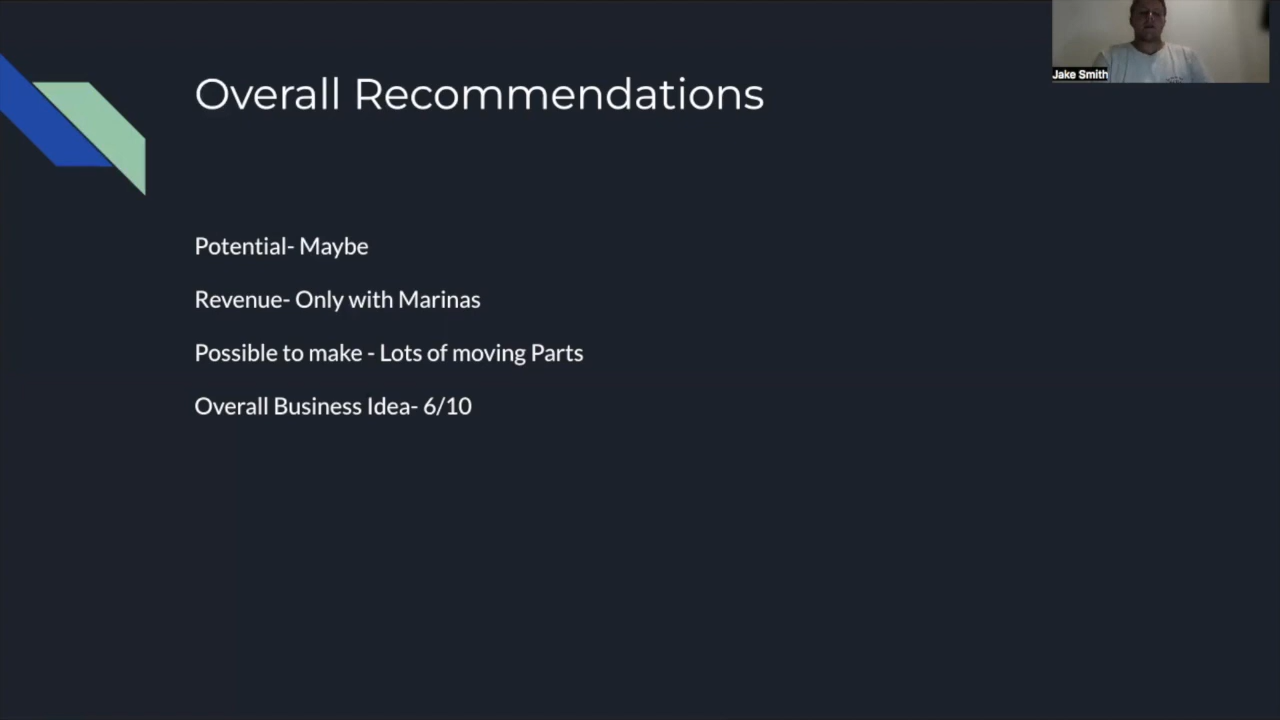 Jake Smith
Overall Recommendations
Potential- Maybe
Revenue- Only with Marinas
Possible to make - Lots of moving Parts
Overall Business Idea- 6/10